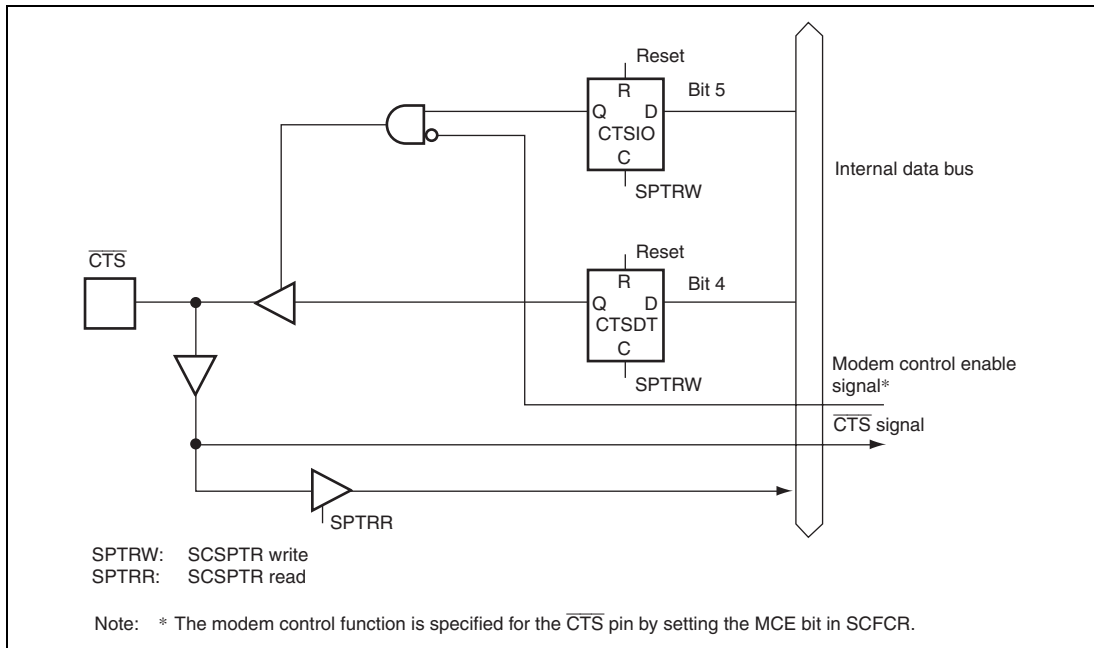 Reset
R
Bit 5
Q D
CTSIO
C
SPTRW
Internal data bus
CTS
Reset
R
Bit 4
Q D
CTSDT
C
SPTRW
Modem control enable
signal*
CTS signal
SPTRR
SPTRW: SCSPTR write
SPTRR: SCSPTR read
Note: * The modem control function is specified for the CTS pin by setting the MCE bit in SCFCR.